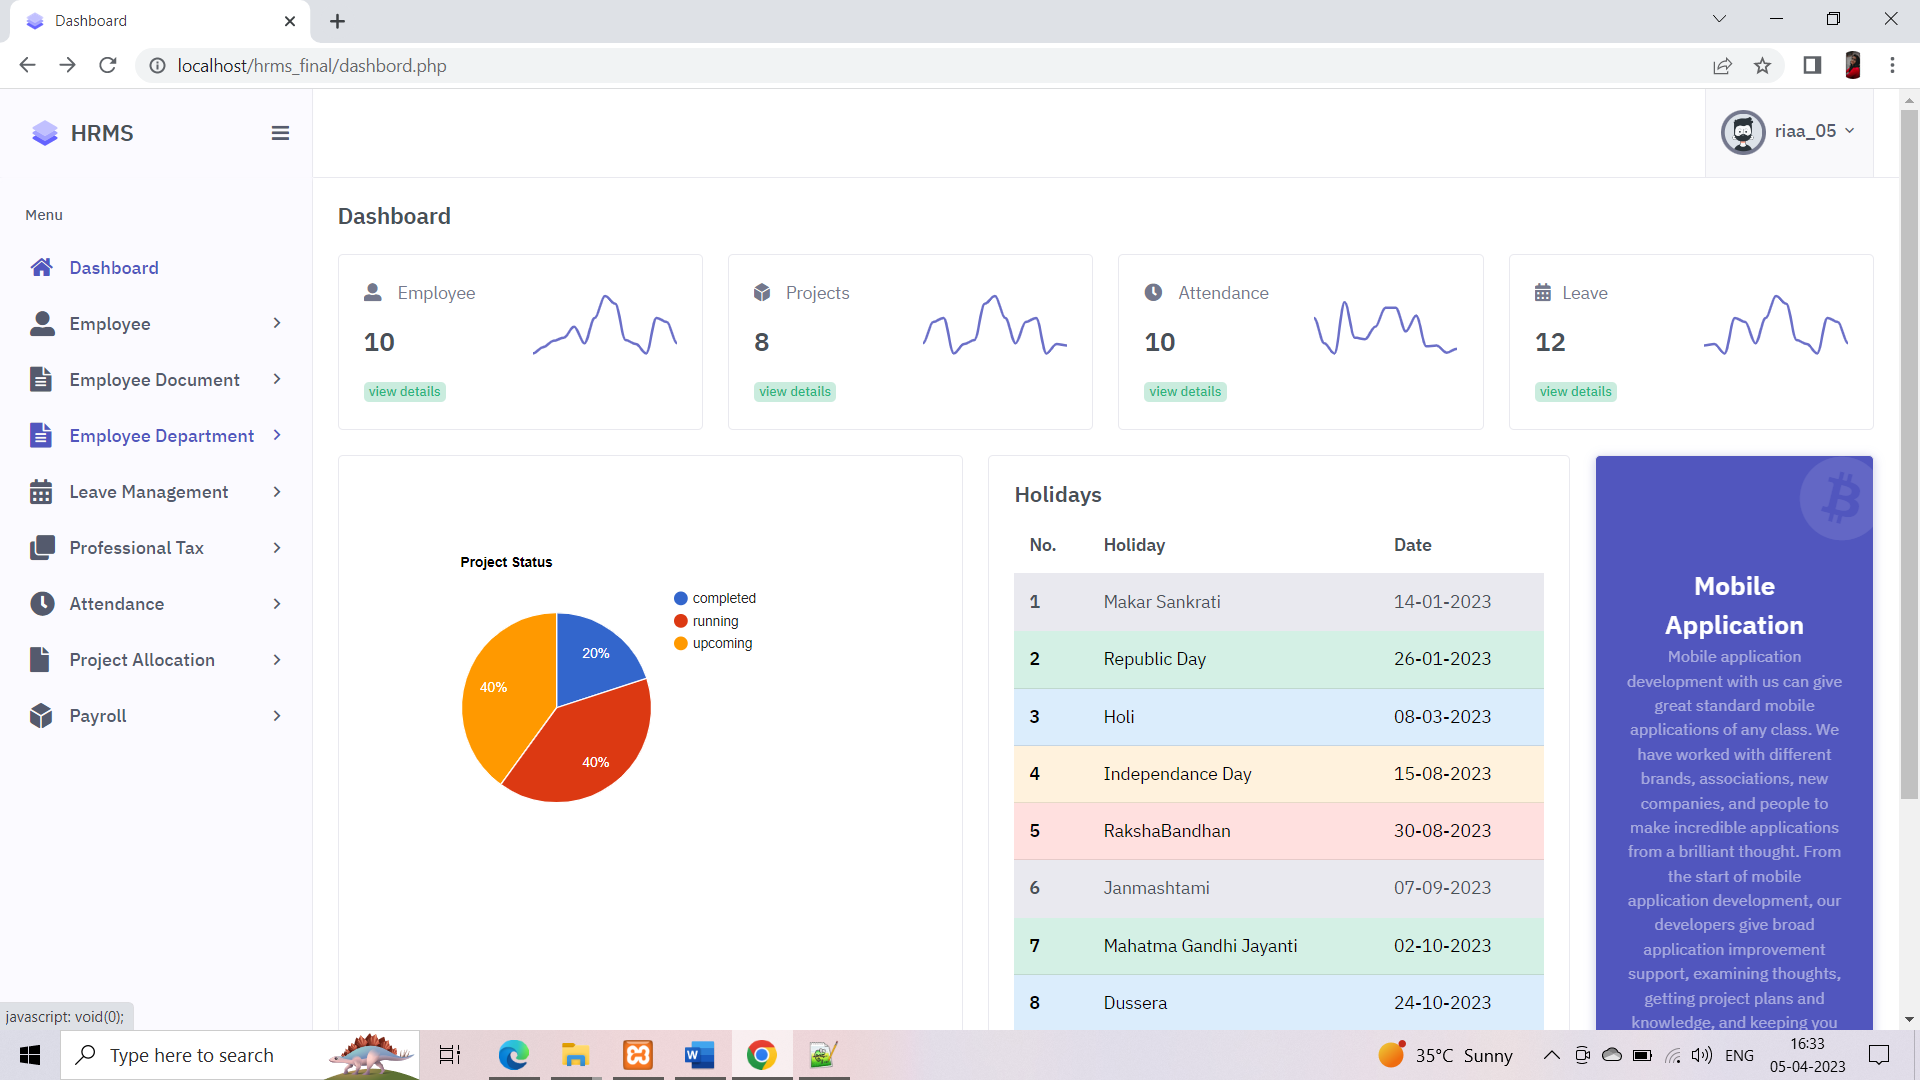 Dashboard
localhost/hrms_final/dashbord.php
HRMS
riaa_05
Menu
Dashboard
Employee
Employee Document
Employee Department
Leave Management
Professional Tax
Attendance
Project Allocation
Payroll
javascript: void(0);
Dashboard
Employee
10
view details
Projects
8
view details
Attendance
10
view details
Leave
12
view details
Project Status
completed
running
upcoming
20%
40%
40%
Holidays
No. Holiday Date
1 Makar Sankrati 14-01-2023
2 Republic Day 26-01-2023
3 Holi 08-03-2023
4 Independance Day 15-08-2023
5 RakshaBandhan 30-08-2023
6 Janmashtami 07-09-2023
7 Mahatma Gandhi Jayanti 02-10-2023
8 Dussera 24-10-2023
Mobile
Application
Mobile application
development with us can give
great standard mobile
applications of any class. We
have worked with different
brands, associations, new
companies, and people to
make incredible applications
from a brilliant thought. From
the start of mobile
application development, our
developers give broad
application improvement
support, examining thoughts,
getting project plans and
knowledge, and keeping you
Type here to search
35°C Sunny
ENG
16:33
05-04-2023